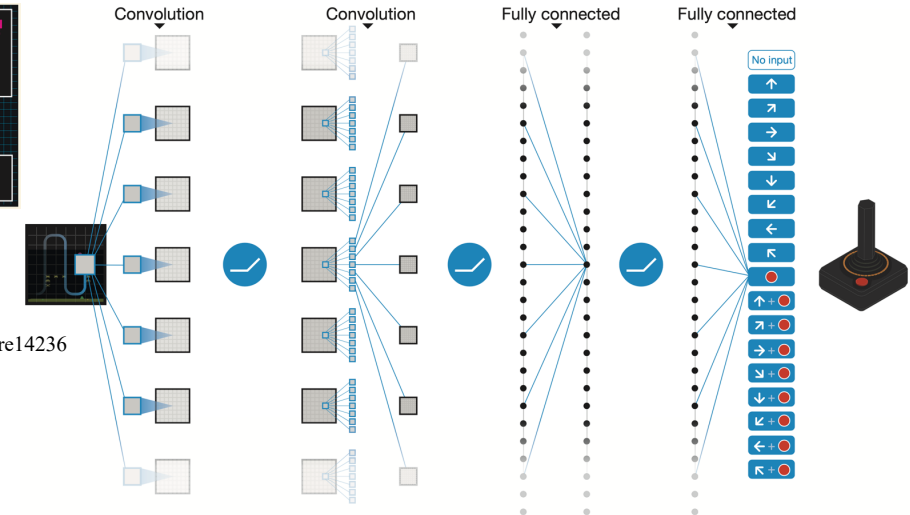 Convolution
Convolution
Fully connected
Fully connected
No input
↑
↗
→
↘
↓
↙
←
↖
↑ +
↗ +
→ +
↘ +
↓ +
↙ +
← +
↖ +
re14236